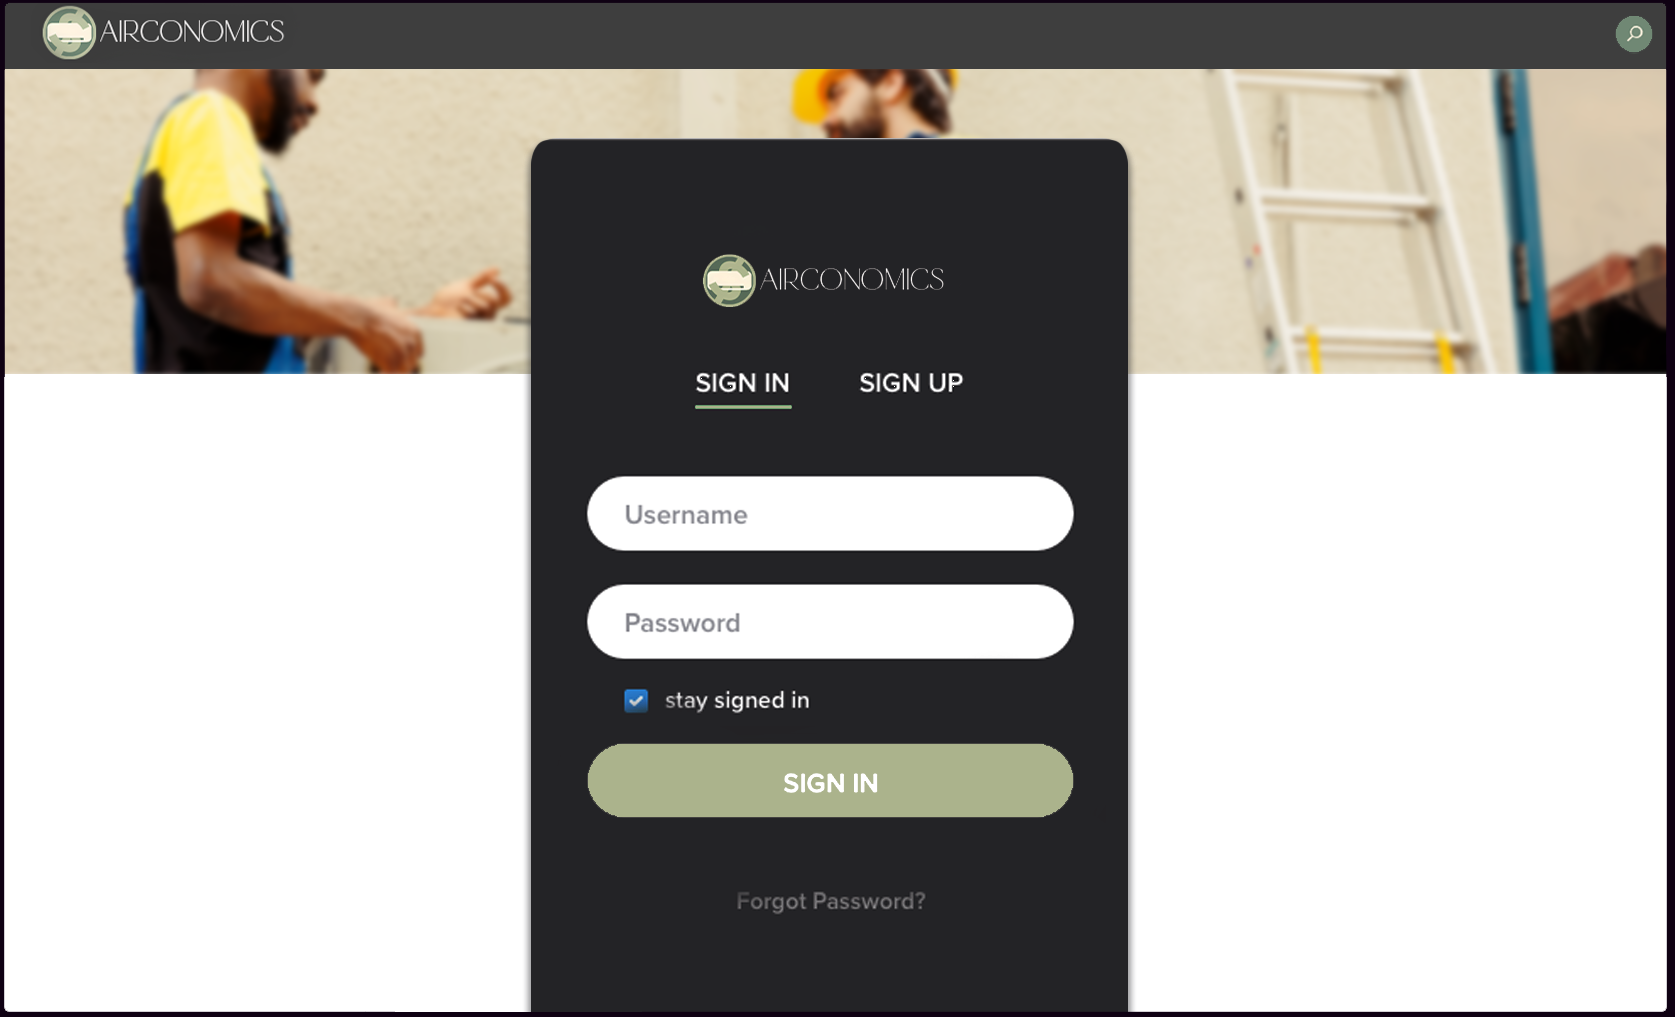 AIRCONOMICS
AIRCONOMICS
SIGN IN SIGN UP
Username
Password
stay signed in
SIGN IN
Forgot Password?